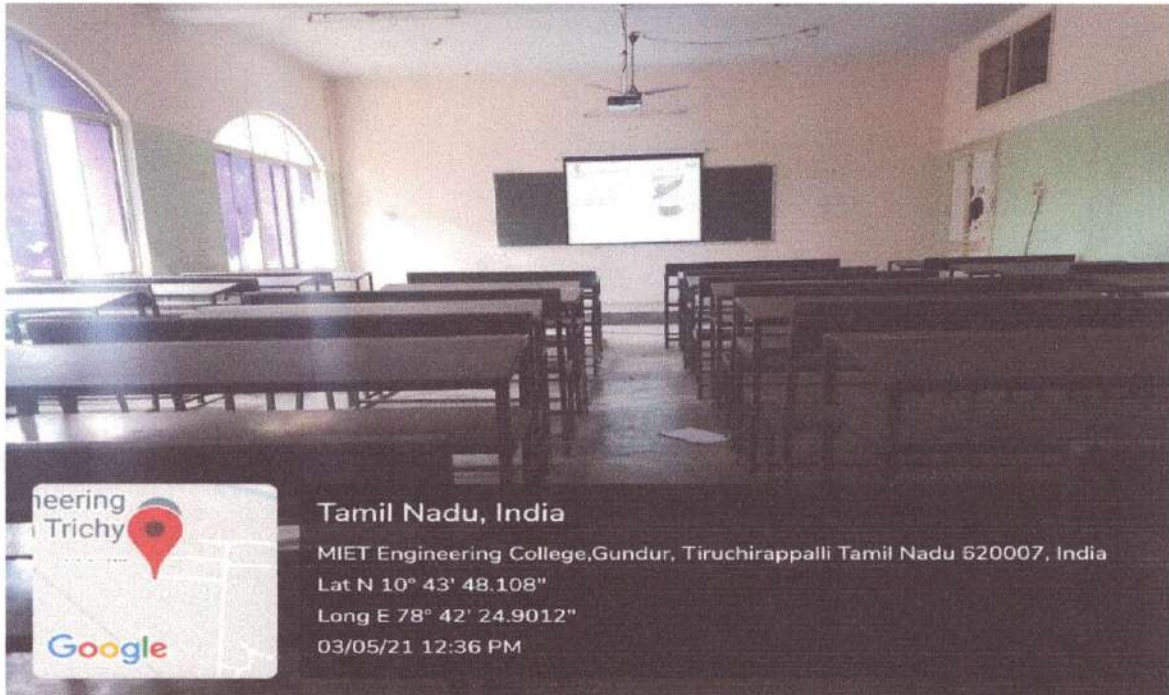 neering
Trichy
Google
Tamil Nadu, India
MIET Engineering College,Gundur, Tiruchirappalli Tamil Nadu 620007, India
Lat N 10° 43' 48.108"
Long E 78° 42' 24.9012"
03/05/21 12:36 PM